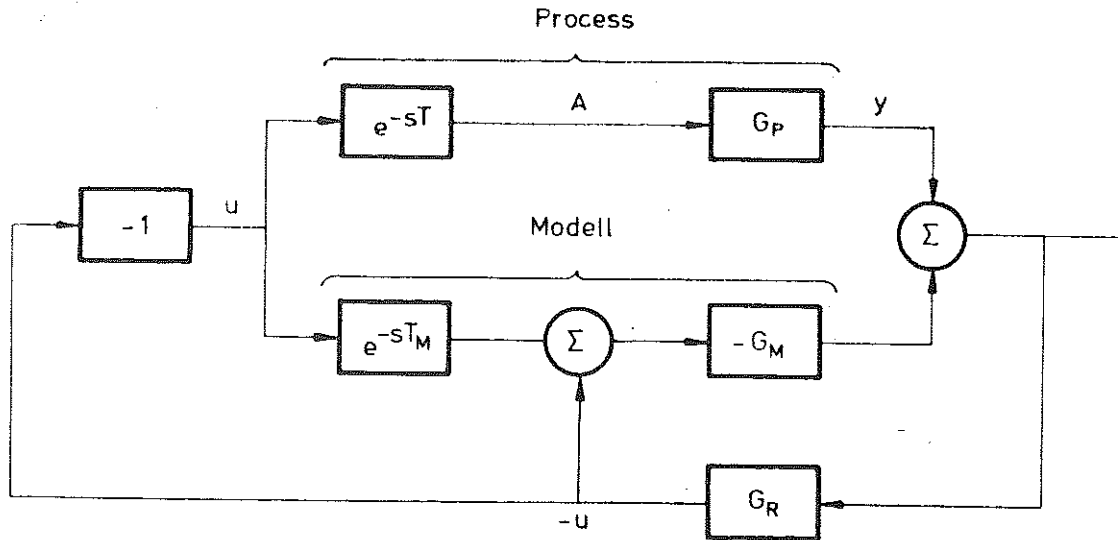 Process
e^-sT
A
G_P
y
-1
u
Modell
Σ
e^-sT_M
Σ
-G_M
-u
G_R